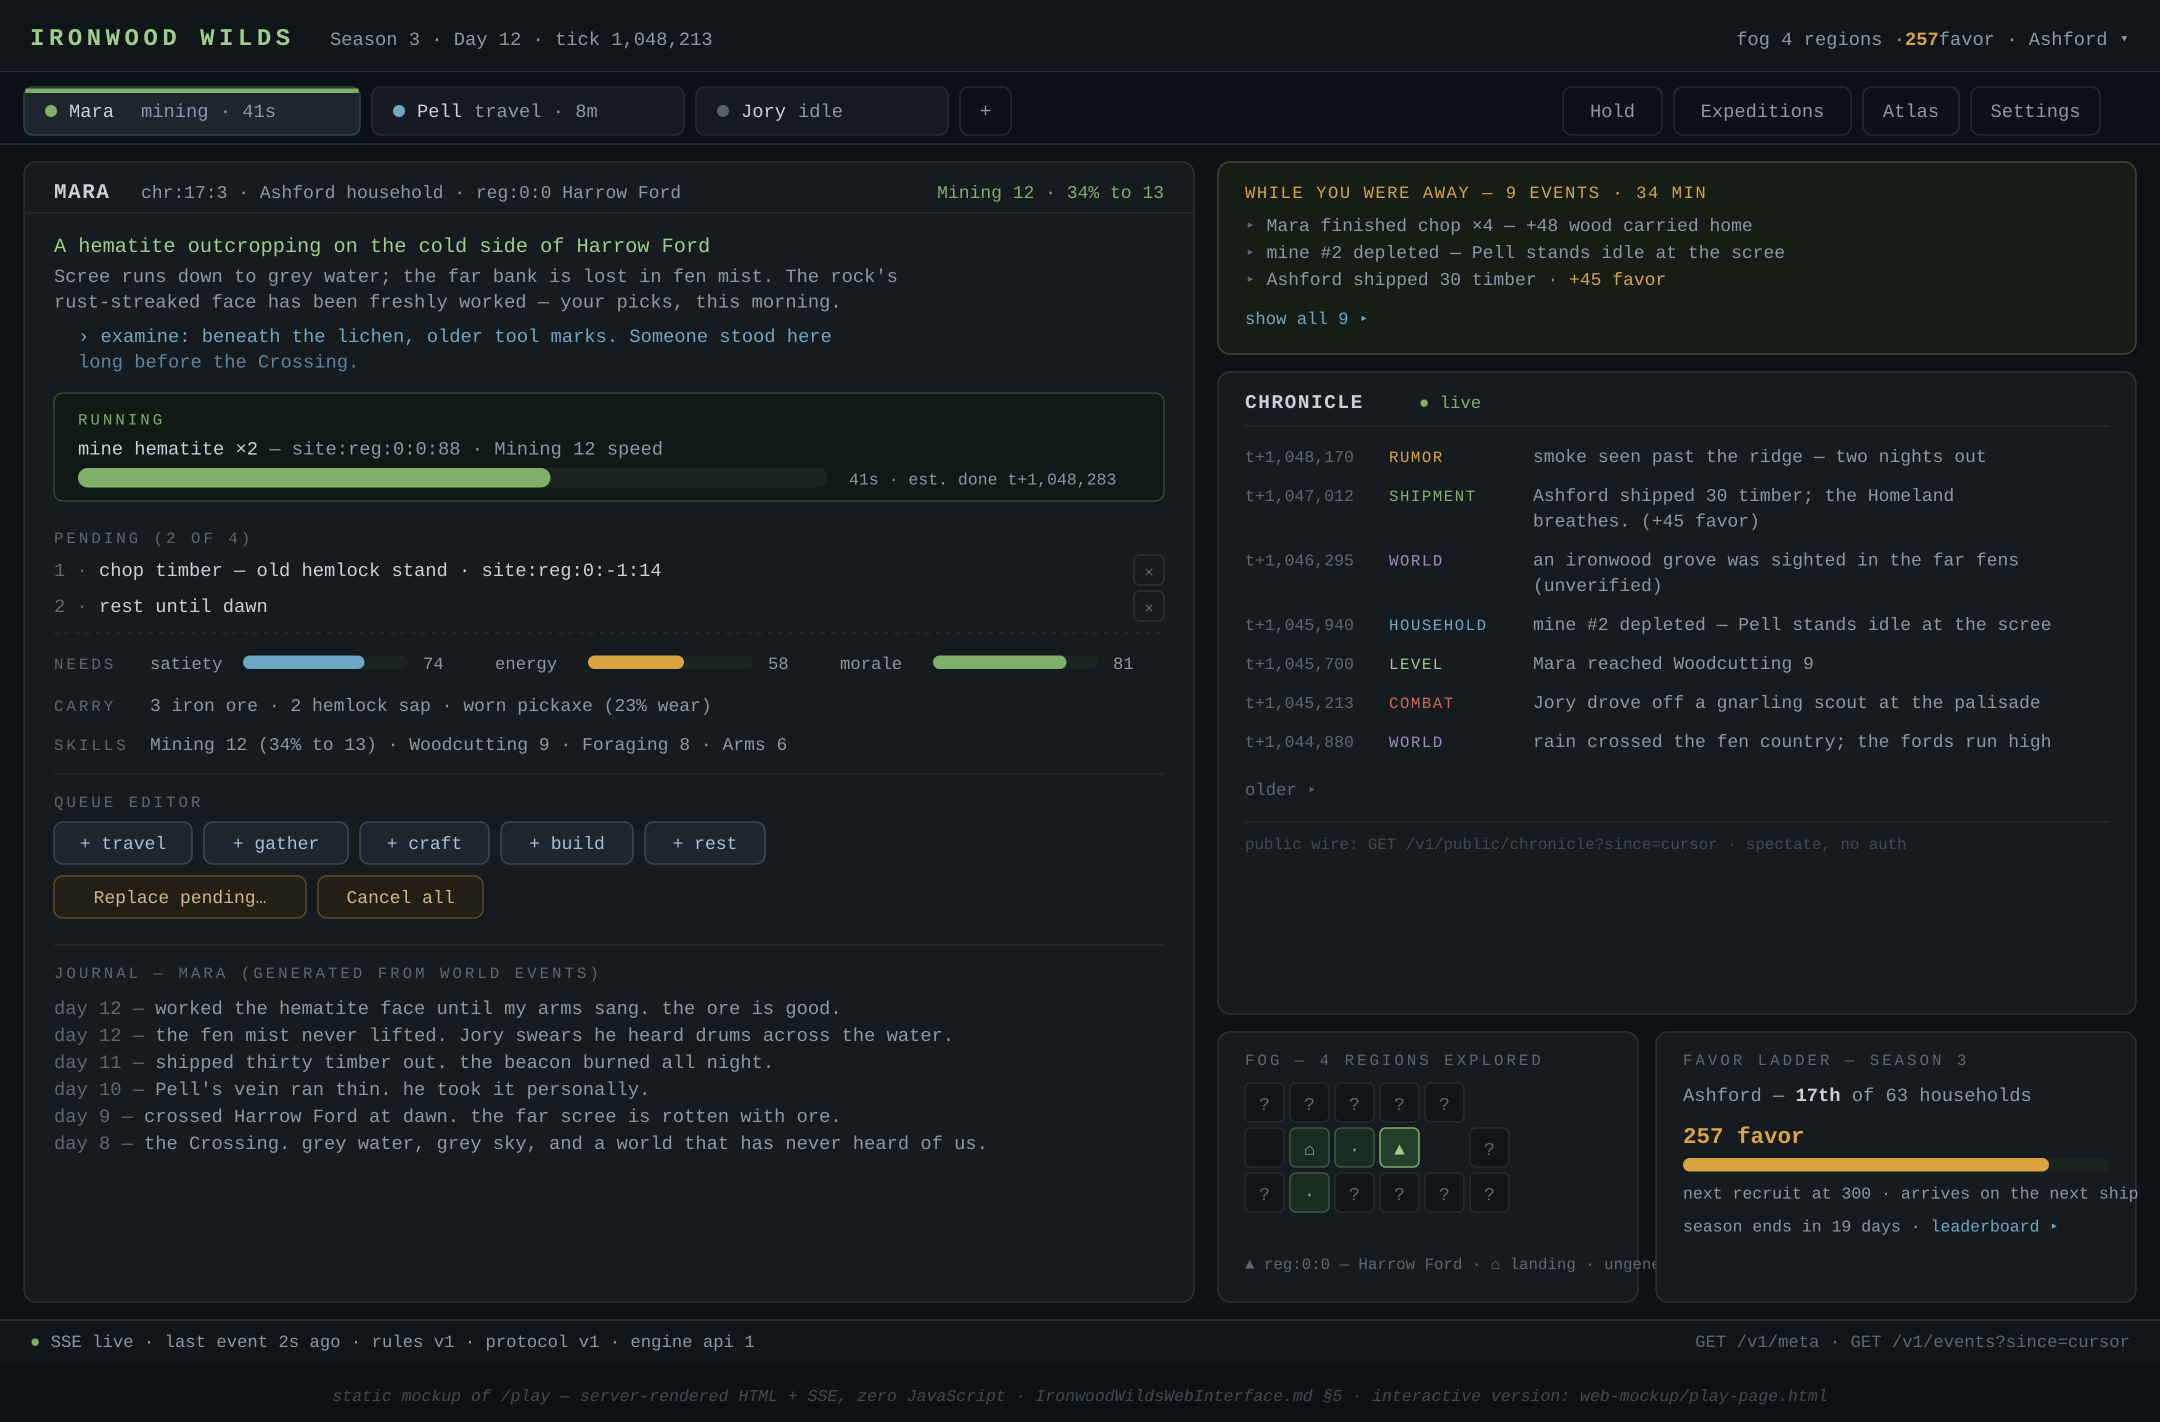 IRONWOOD WILDS Season 3 · Day 12 · tick 1,048,213 fog 4 regions ·257favor · Ashford ▾
Mara mining · 41s Pell travel · 8m Jory idle + Hold Expeditions Atlas Settings
MARA chr:17:3 · Ashford household · reg:0:0 Harrow Ford Mining 12 · 34% to 13
A hematite outcropping on the cold side of Harrow Ford
Scree runs down to grey water; the far bank is lost in fen mist. The rock's
rust-streaked face has been freshly worked — your picks, this morning.
› examine: beneath the lichen, older tool marks. Someone stood here
long before the Crossing.
RUNNING
mine hematite ×2 — site:reg:0:0:88 · Mining 12 speed
41s · est. done t+1,048,283
PENDING (2 OF 4)
1 · chop timber — old hemlock stand · site:reg:0:-1:14 ×
2 · rest until dawn ×
NEEDS satiety 74 energy 58 morale 81
CARRY 3 iron ore · 2 hemlock sap · worn pickaxe (23% wear)
SKILLS Mining 12 (34% to 13) · Woodcutting 9 · Foraging 8 · Arms 6
QUEUE EDITOR
+ travel + gather + craft + build + rest
Replace pending… Cancel all
JOURNAL — MARA (GENERATED FROM WORLD EVENTS)
day 12 — worked the hematite face until my arms sang. the ore is good.
day 12 — the fen mist never lifted. Jory swears he heard drums across the water.
day 11 — shipped thirty timber out. the beacon burned all night.
day 10 — Pell's vein ran thin. he took it personally.
day 9 — crossed Harrow Ford at dawn. the far scree is rotten with ore.
day 8 — the Crossing. grey water, grey sky, and a world that has never heard of us.
WHILE YOU WERE AWAY — 9 EVENTS · 34 MIN
▸ Mara finished chop ×4 — +48 wood carried home
▸ mine #2 depleted — Pell stands idle at the scree
▸ Ashford shipped 30 timber · +45 favor
show all 9 ▸
CHRONICLE ● live
t+1,048,170 RUMOR smoke seen past the ridge — two nights out
t+1,047,012 SHIPMENT Ashford shipped 30 timber; the Homeland
breathes. (+45 favor)
t+1,046,295 WORLD an ironwood grove was sighted in the far fens
(unverified)
t+1,045,940 HOUSEHOLD mine #2 depleted — Pell stands idle at the scree
t+1,045,700 LEVEL Mara reached Woodcutting 9
t+1,045,213 COMBAT Jory drove off a gnarling scout at the palisade
t+1,044,880 WORLD rain crossed the fen country; the fords run high
older ▸
public wire: GET /v1/public/chronicle?since=cursor · spectate, no auth
FOG — 4 REGIONS EXPLORED
? ? ? ? ?
⌂ · ▲ ?
? · ? ? ? ?
▲ reg:0:0 — Harrow Ford · ⌂ landing · ungene
FAVOR LADDER — SEASON 3
Ashford — 17th of 63 households
257 favor
next recruit at 300 · arrives on the next ship
season ends in 19 days · leaderboard ▸
● SSE live · last event 2s ago · rules v1 · protocol v1 · engine api 1 GET /v1/meta · GET /v1/events?since=cursor
static mockup of /play — server-rendered HTML + SSE, zero JavaScript · IronwoodWildsWebInterface.md §5 · interactive version: web-mockup/play-page.html